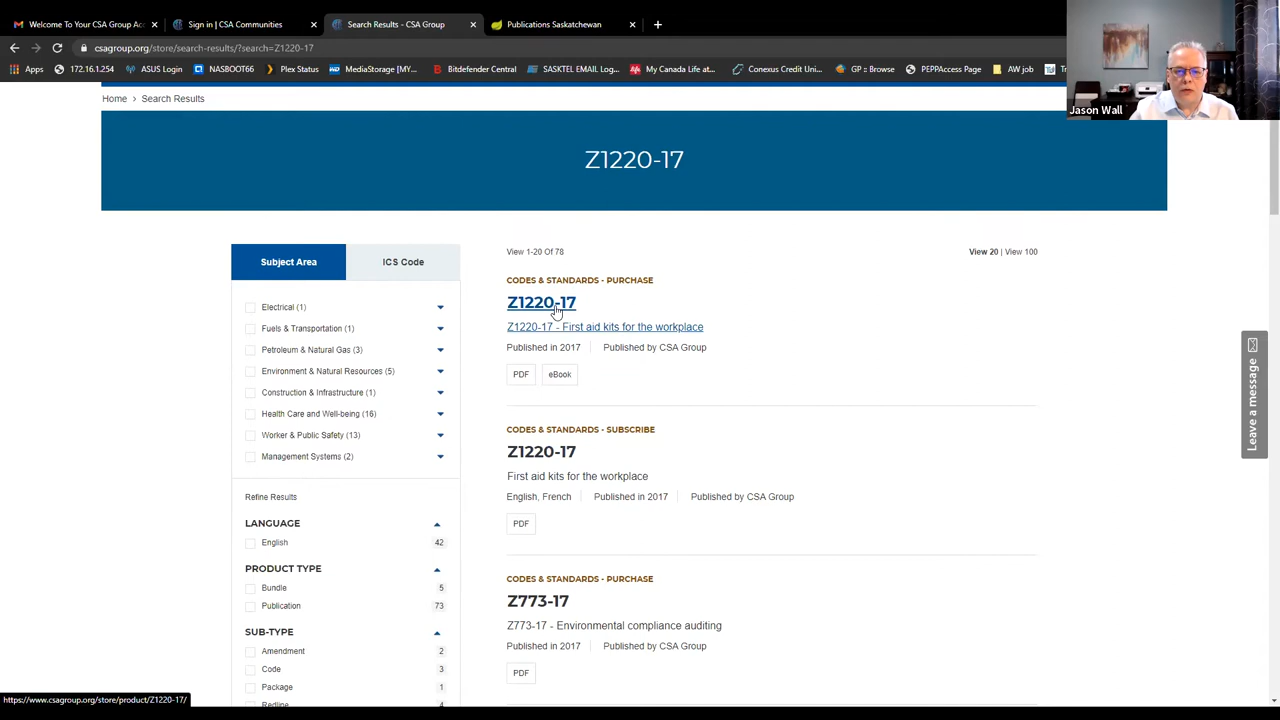 Welcome To Your CSA Group Acc
Sign in | CSA Communities
Search Results - CSA Group
Publications Saskatchewan
csagroup.org/store/search-results/?search=Z1220-17
Apps
172.16.1.254
ASUS Login
NASBOOT66
Plex Status
MediaStorage [MY...
Bitdefender Central
SASKTEL EMAIL Log...
My Canada Life at...
Conexus Credit Uni...
GP :: Browse
PEPPAccess Page
AW job
Jason Wall
Home > Search Results
Z1220-17
Subject Area
ICS Code
Electrical (1)
Fuels & Transportation (1)
Petroleum & Natural Gas (3)
Environment & Natural Resources (5)
Construction & Infrastructure (1)
Health Care and Well-being (16)
Worker & Public Safety (13)
Management Systems (2)
Refine Results
LANGUAGE
English 42
PRODUCT TYPE
Bundle 5
Publication 73
SUB-TYPE
Amendment 2
Code 3
Package 1
Redline 4
View 1-20 Of 78
View 20 | View 100
CODES & STANDARDS - PURCHASE
Z1220-17
Z1220-17 - First aid kits for the workplace
Published in 2017 | Published by CSA Group
PDF eBook
CODES & STANDARDS - SUBSCRIBE
Z1220-17
First aid kits for the workplace
English, French | Published in 2017 | Published by CSA Group
PDF
CODES & STANDARDS - PURCHASE
Z773-17
Z773-17 - Environmental compliance auditing
Published in 2017 | Published by CSA Group
PDF
Leave a message
https://www.csagroup.org/store/product/Z1220-17/